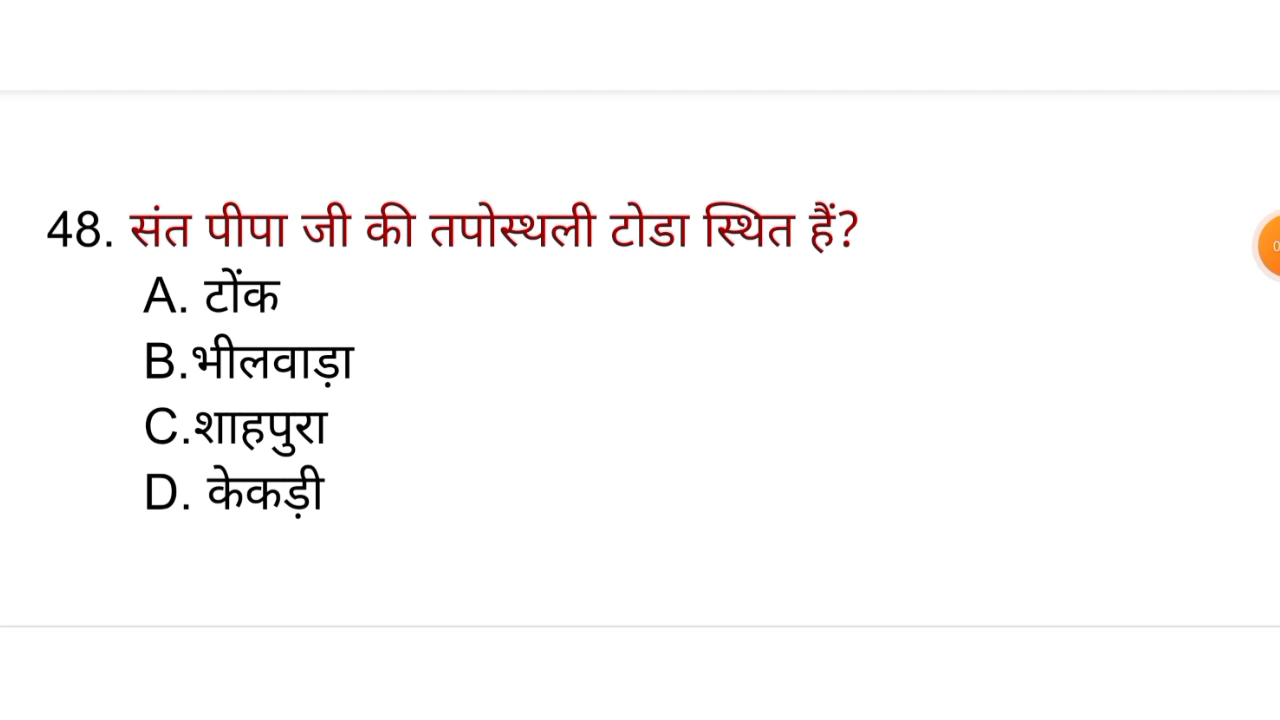 48. संत पीपा जी की तपोस्थली टोडा स्थित हैं?
A. टोंक
B.भीलवाड़ा
C.शाहपुरा
D. केकड़ी